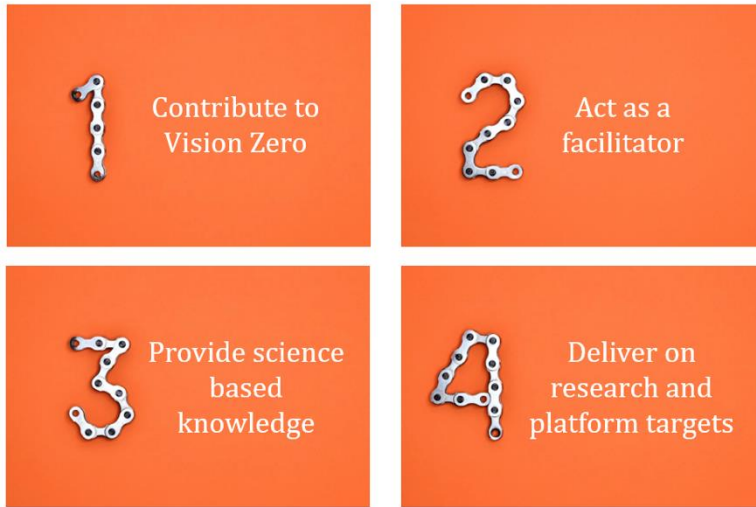 1
Contribute to
Vision Zero
2
Act as a
facilitator
3
Provide science
based
knowledge
4
Deliver on
research and
platform targets